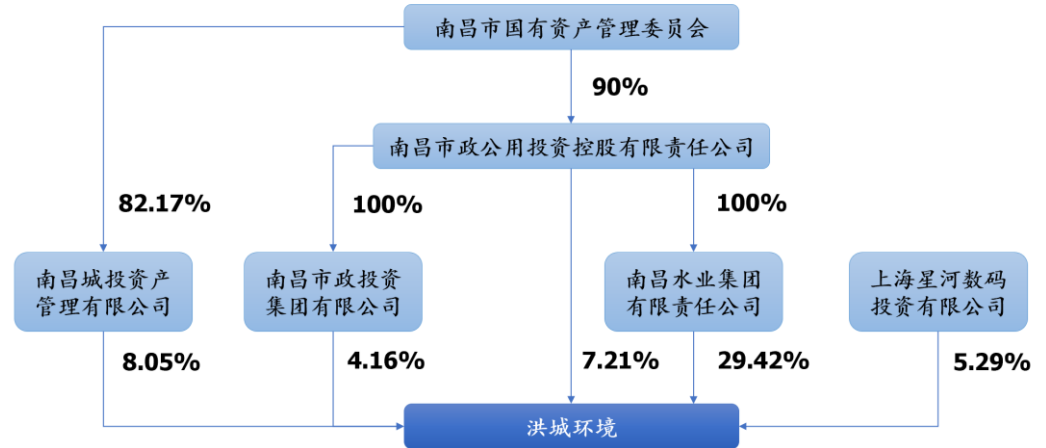 南昌市国有资产管理委员会
90%
南昌市政公用投资控股有限责任公司
82.17%
100%
100%
南昌城投资产
管理有限公司
南昌市政投资
集团有限公司
南昌水业集团
有限责任公司
上海星河数码
投资有限公司
8.05%
4.16%
7.21%
29.42%
5.29%
洪城环境